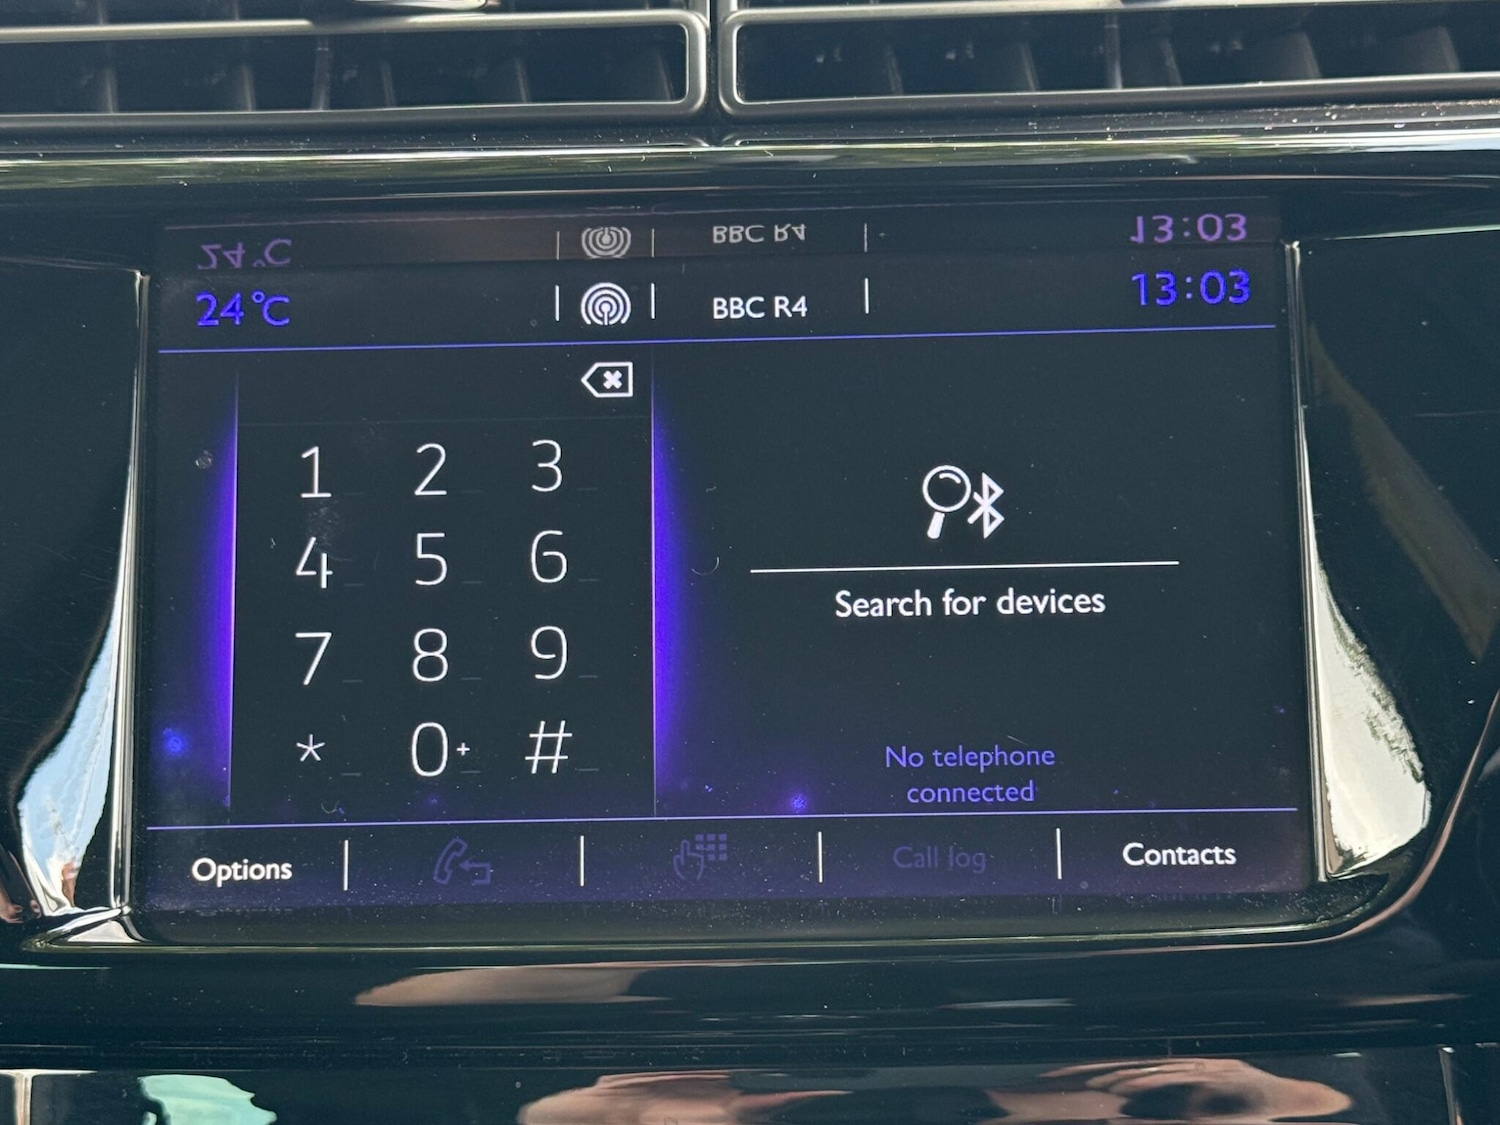 24°C BBC R4 13:03
1 2 3
4 5 6
7 8 9
* 0+ #
Search for devices
No telephone
connected
Options Call log Contacts